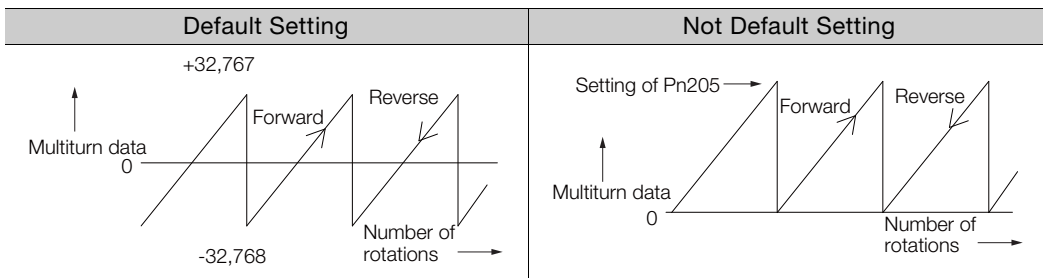 Default Setting
Not Default Setting
+32,767
Forward
Reverse
Multiturn data
0
Number of
rotations
-32,768
Setting of Pn205
Forward
Reverse
Multiturn data
0
Number of
rotations